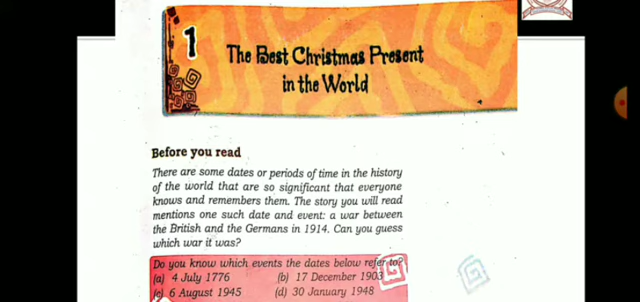 1
The Best Christmas Present
in the World
Before you read
There are some dates or periods of time in the history
of the world that are so significant that everyone
knows and remembers them. The story you will read
mentions one such date and event: a war between
the British and the Germans in 1914. Can you guess
which war it was?
Do you know which events the dates below refer to?
(a) 4 July 1776 (b) 17 December 1903
(c) 6 August 1945 (d) 30 January 1948